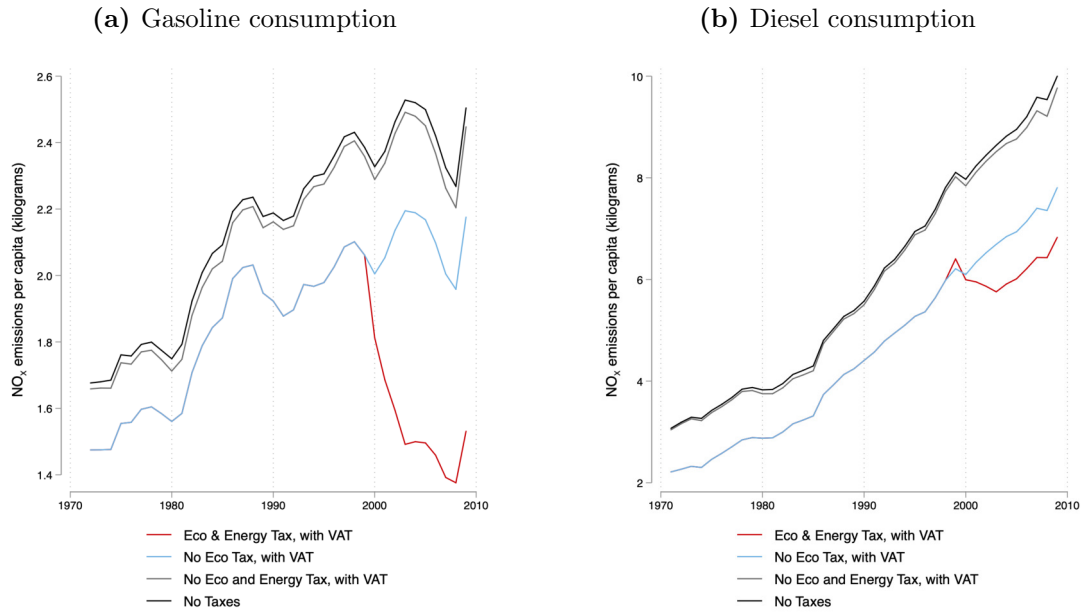 (a) Gasoline consumption
NOx emissions per capita (kilograms)
2.6
2.4
2.2
2.0
1.8
1.6
1.4
1970 1980 1990 2000 2010
Eco & Energy Tax, with VAT
No Eco Tax, with VAT
No Eco and Energy Tax, with VAT
No Taxes
(b) Diesel consumption
NOx emissions per capita (kilograms)
10
8
6
4
2
1970 1980 1990 2000 2010
Eco & Energy Tax, with VAT
No Eco Tax, with VAT
No Eco and Energy Tax, with VAT
No Taxes